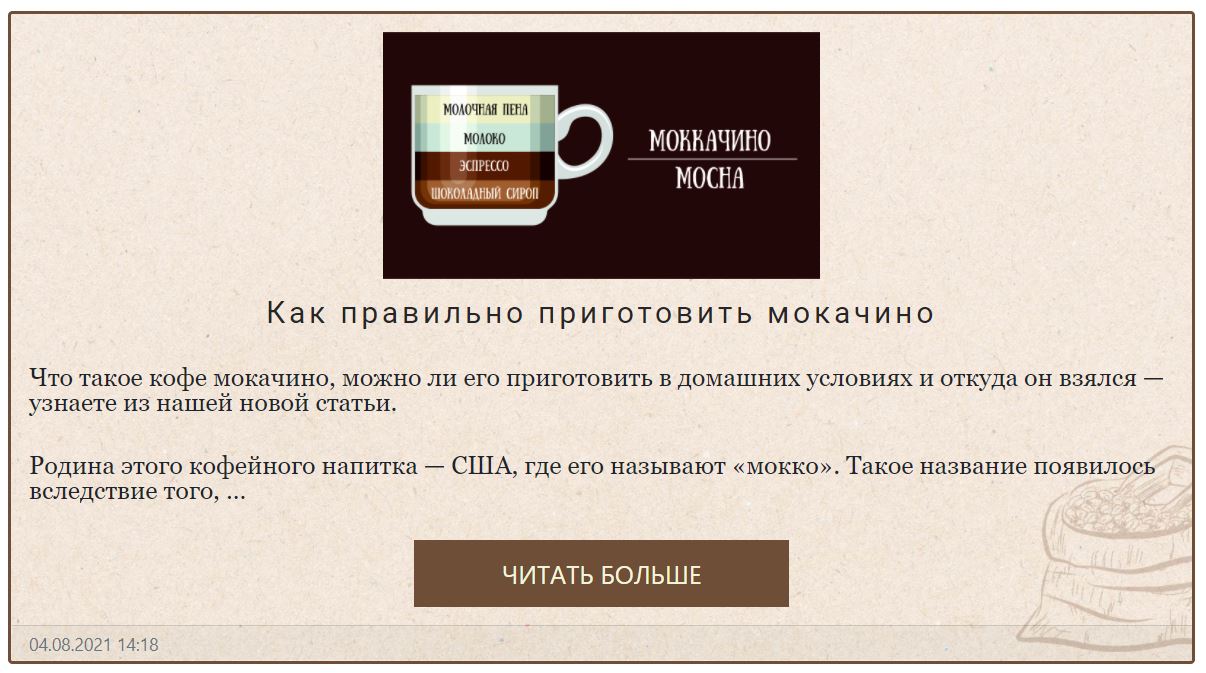 МОЛОЧНАЯ ПЕНА
МОЛОКО
ЭСПРЕССО
ШОКОЛАДНЫЙ СИРОП
МОККАЧИНО
MOCHA
Как правильно приготовить мокачино
Что такое кофе мокачино, можно ли его приготовить в домашних условиях и откуда он взялся —
узнаете из нашей новой статьи.
Родина этого кофейного напитка — США, где его называют «мокко». Такое название появилось
вследствие того, ...
ЧИТАТЬ БОЛЬШЕ
04.08.2021 14:18